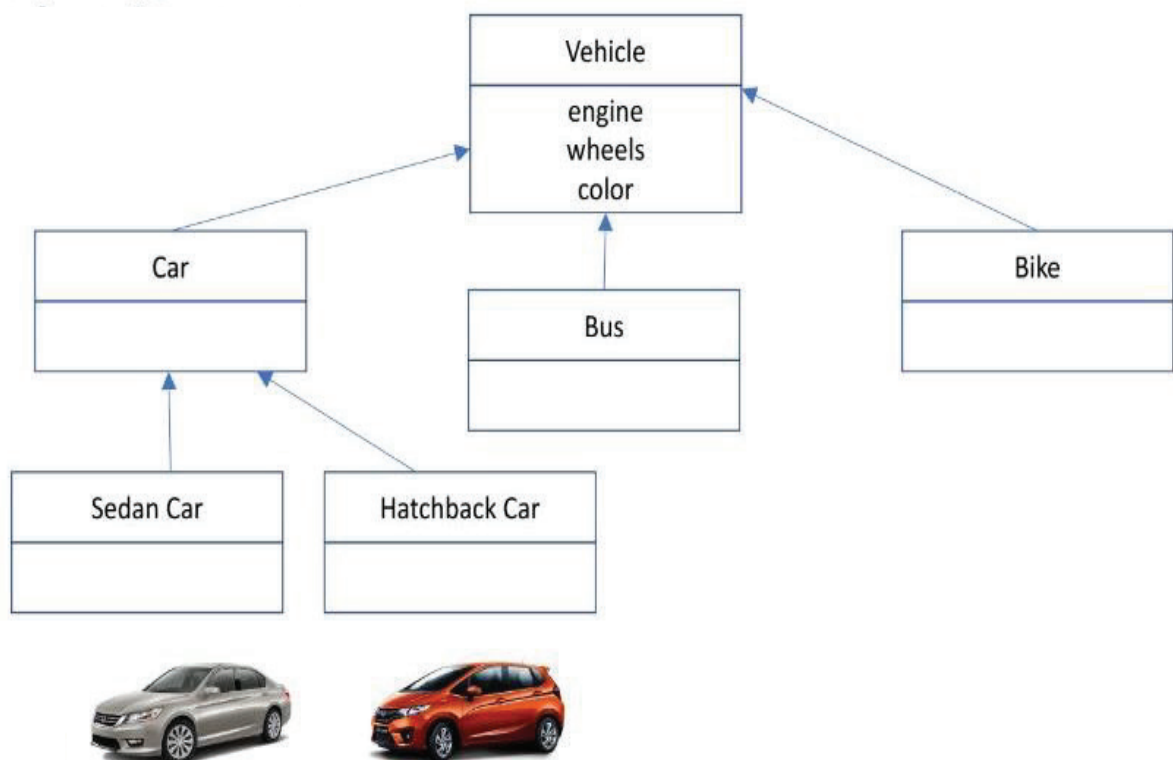 Vehicle
engine
wheels
color
Car
Bike
Bus
Sedan Car
Hatchback Car